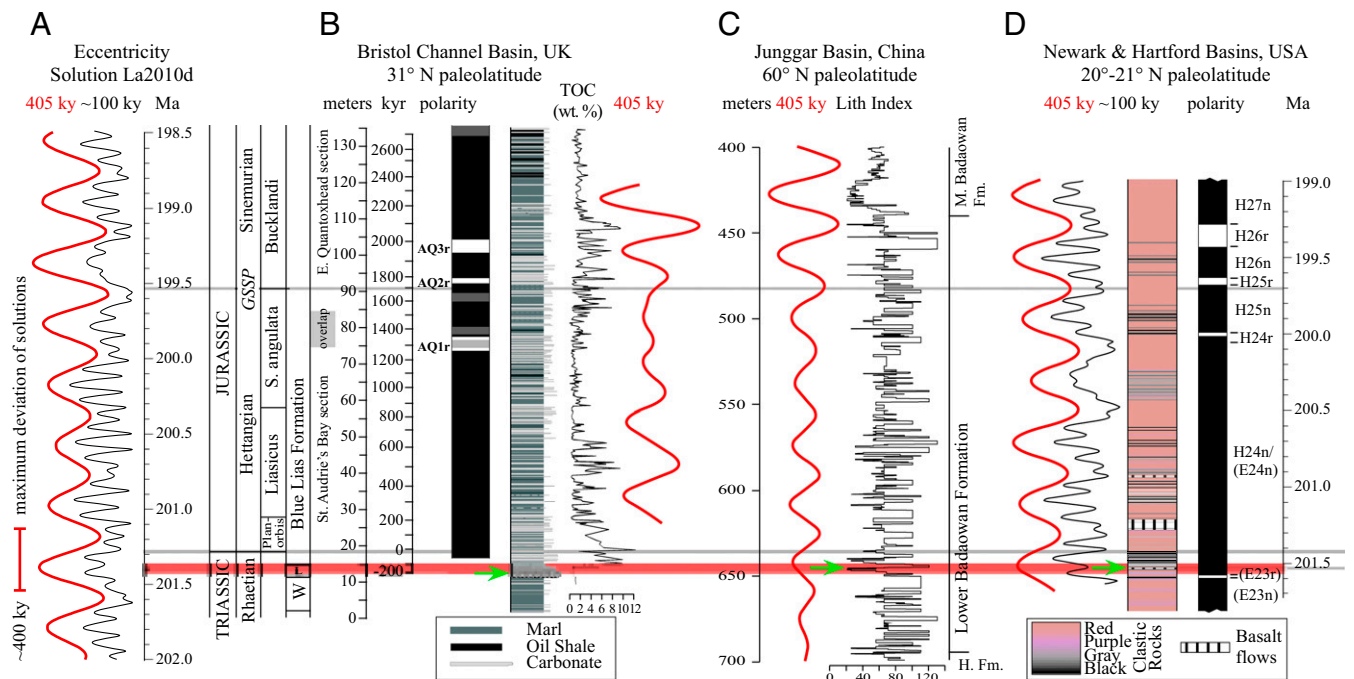 A
Eccentricity
Solution La2010d
405 ky ~100 ky Ma
198.5
199.0
199.5
200.0
200.5
201.0
201.5
202.0
maximum deviation of solutions
~400 ky
TRIASSIC JURASSIC
Rhaetian Hettangian GSSP Sinemurian
Plan-
orbis
Liasicus S. angulata Bucklandi
W L Blue Lias Formation
B
Bristol Channel Basin, UK
31° N paleolatitude
meters kyr polarity TOC
(wt. %) 405 ky
St. Audrie's Bay section
overlap
E. Quantoxhead section
130
120
110
100
90
80
70
60
50
40
30
20
10
0
2600
2400
2200
2000
1800
1600
1400
1200
1000
800
600
400
200
0
-200
AQ3r
AQ2r
AQ1r
0 2 4 6 8 10 12
Marl
Oil Shale
Carbonate
C
Junggar Basin, China
60° N paleolatitude
meters 405 ky Lith Index
400
450
500
550
600
650
700
M. Badaowan
Fm.
Lower Badaowan Formation
H. Fm.
0 40 80 120
D
Newark & Hartford Basins, USA
20°-21° N paleolatitude
405 ky ~100 ky polarity Ma
H27n
H26r
H26n
H25r
H25n
H24r
H24n/
(E24n)
(E23r)
(E23n)
199.0
199.5
200.0
200.5
201.0
201.5
Red
Purple
Gray
Black
Clastic
Rocks
Basalt
flows